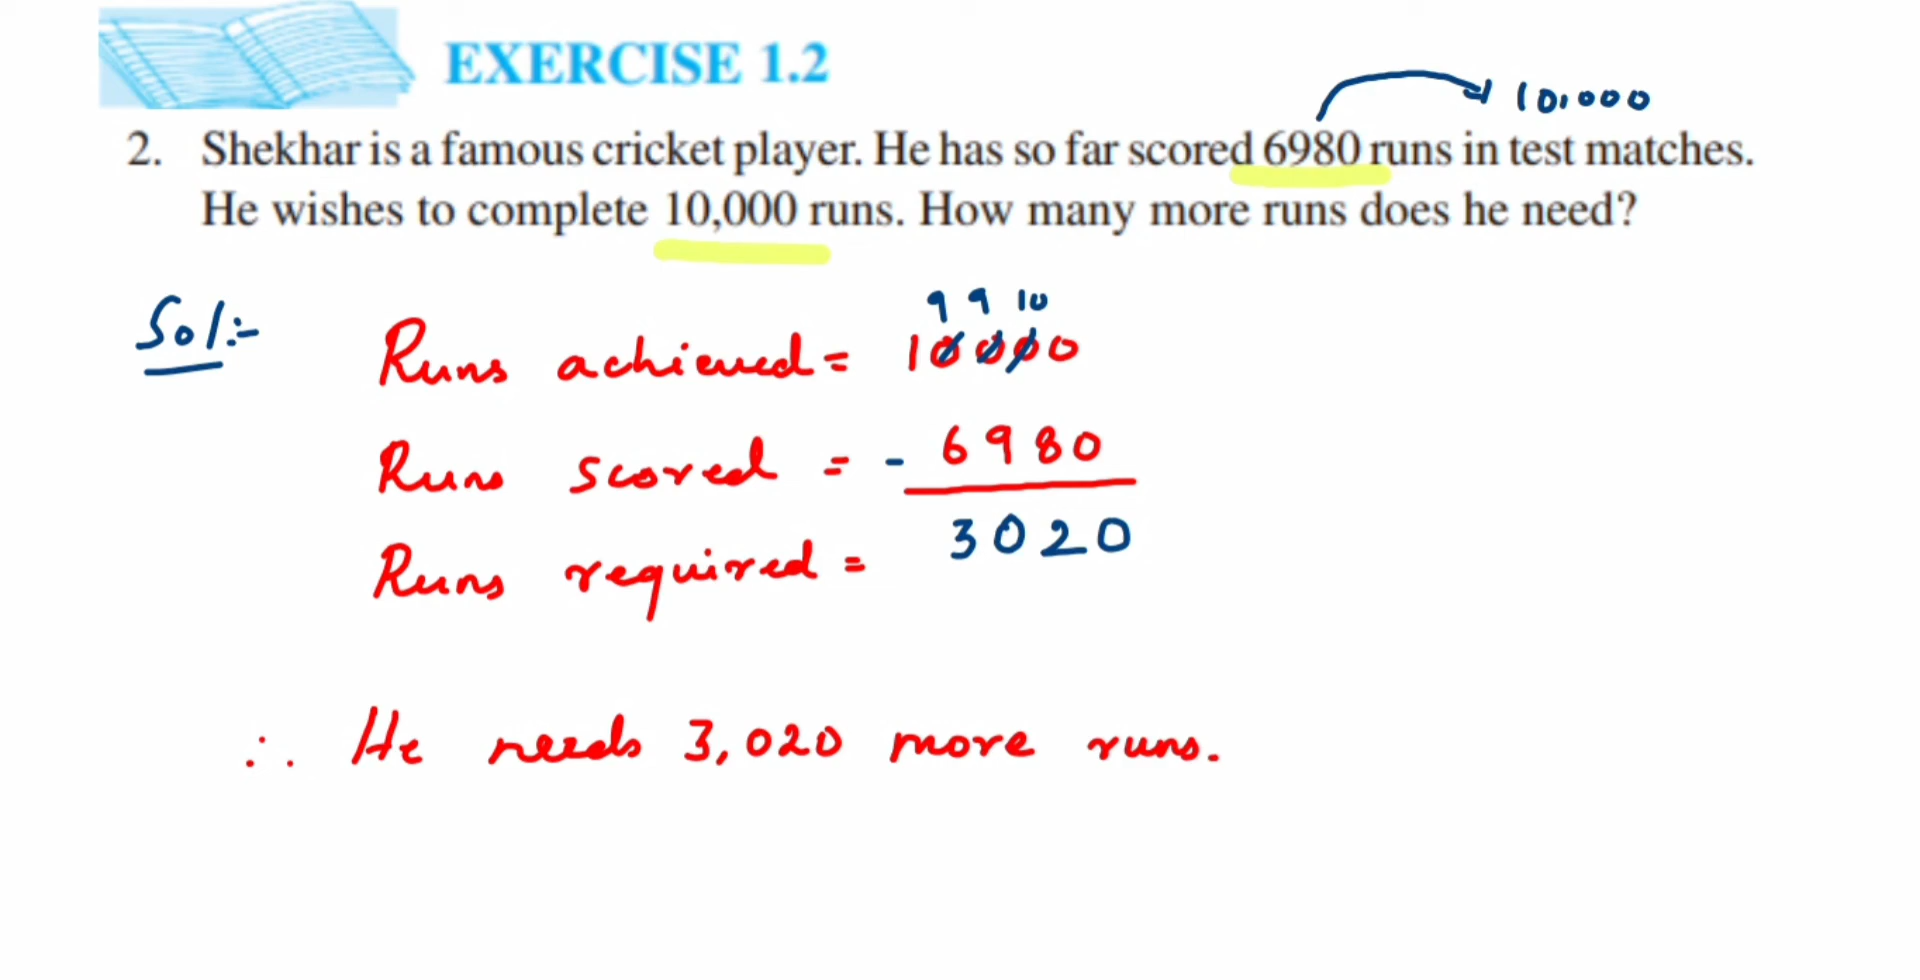 EXERCISE 1.2
10,000
2. Shekhar is a famous cricket player. He has so far scored 6980 runs in test matches.
He wishes to complete 10,000 runs. How many more runs does he need?
9 9 10
Sol:- Runs achieved = 10000
Runs scored = - 6980
Runs required = 3020
∴ He needs 3,020 more runs.